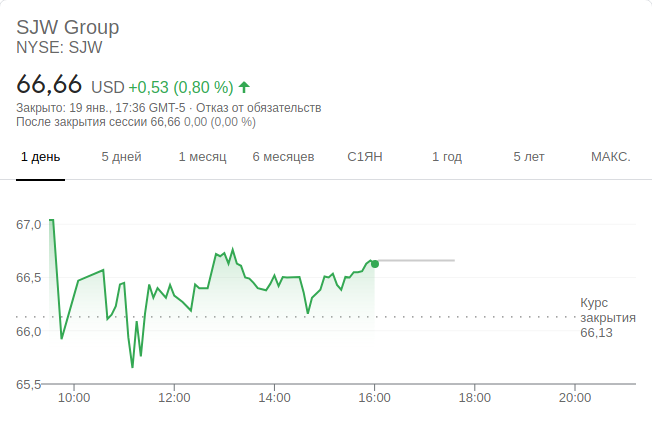 SJW Group
NYSE: SJW
66,66 USD +0,53 (0,80 %)
Закрыто: 19 янв., 17:36 GMT-5 · Отказ от обязательств
После закрытия сессии 66,66 0,00 (0,00 %)
1 день 5 дней 1 месяц 6 месяцев С1ЯН 1 год 5 лет МАКС.
67,0
66,5
66,0
65,5
Курс
закрытия
66,13
10:00 12:00 14:00 16:00 18:00 20:00